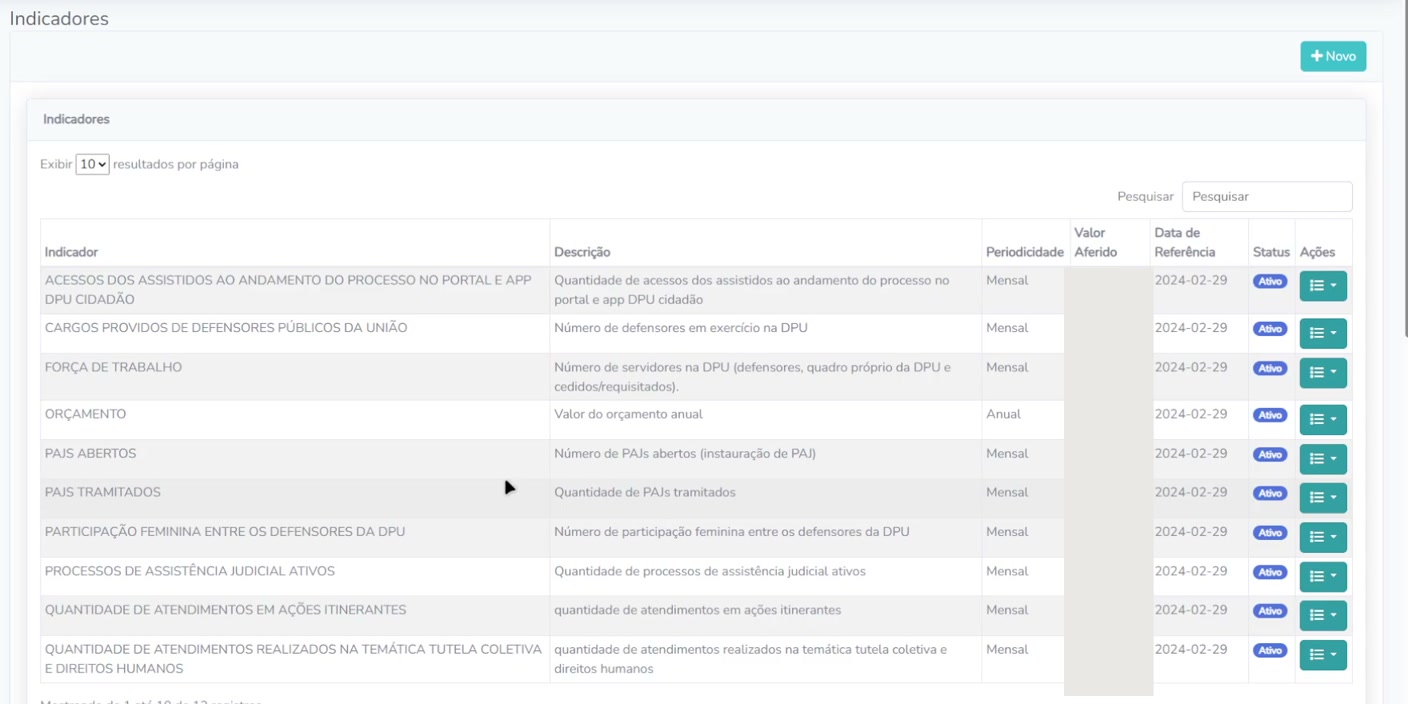 Indicadores
Novo
Indicadores
Exibir 10 resultados por página
Pesquisar Pesquisar
Indicador Descrição Periodicidade Valor Aferido Data de Referência Status Ações
ACESSOS DOS ASSISTIDOS AO ANDAMENTO DO PROCESSO NO PORTAL E APP
DPU CIDADÃO
Quantidade de acessos dos assistidos ao andamento do processo no
portal e app DPU cidadão
Mensal 2024-02-29 Ativo
CARGOS PROVIDOS DE DEFENSORES PÚBLICOS DA UNIÃO Número de defensores em exercício na DPU Mensal 2024-02-29 Ativo
FORÇA DE TRABALHO
Número de servidores na DPU (defensores, quadro próprio da DPU e
cedidos/requisitados).
Mensal 2024-02-29 Ativo
ORÇAMENTO Valor do orçamento anual Anual 2024-02-29 Ativo
PAJS ABERTOS Número de PAJs abertos (instauração de PAJ) Mensal 2024-02-29 Ativo
PAJS TRAMITADOS Quantidade de PAJs tramitados Mensal 2024-02-29 Ativo
PARTICIPAÇÃO FEMININA ENTRE OS DEFENSORES DA DPU Número de participação feminina entre os defensores da DPU Mensal 2024-02-29 Ativo
PROCESSOS DE ASSISTÊNCIA JUDICIAL ATIVOS Quantidade de processos de assistência judicial ativos Mensal 2024-02-29 Ativo
QUANTIDADE DE ATENDIMENTOS EM AÇÕES ITINERANTES quantidade de atendimentos em ações itinerantes Mensal 2024-02-29 Ativo
QUANTIDADE DE ATENDIMENTOS REALIZADOS NA TEMÁTICA TUTELA COLETIVA
E DIREITOS HUMANOS
quantidade de atendimentos realizados na temática tutela coletiva e
direitos humanos
Mensal 2024-02-29 Ativo